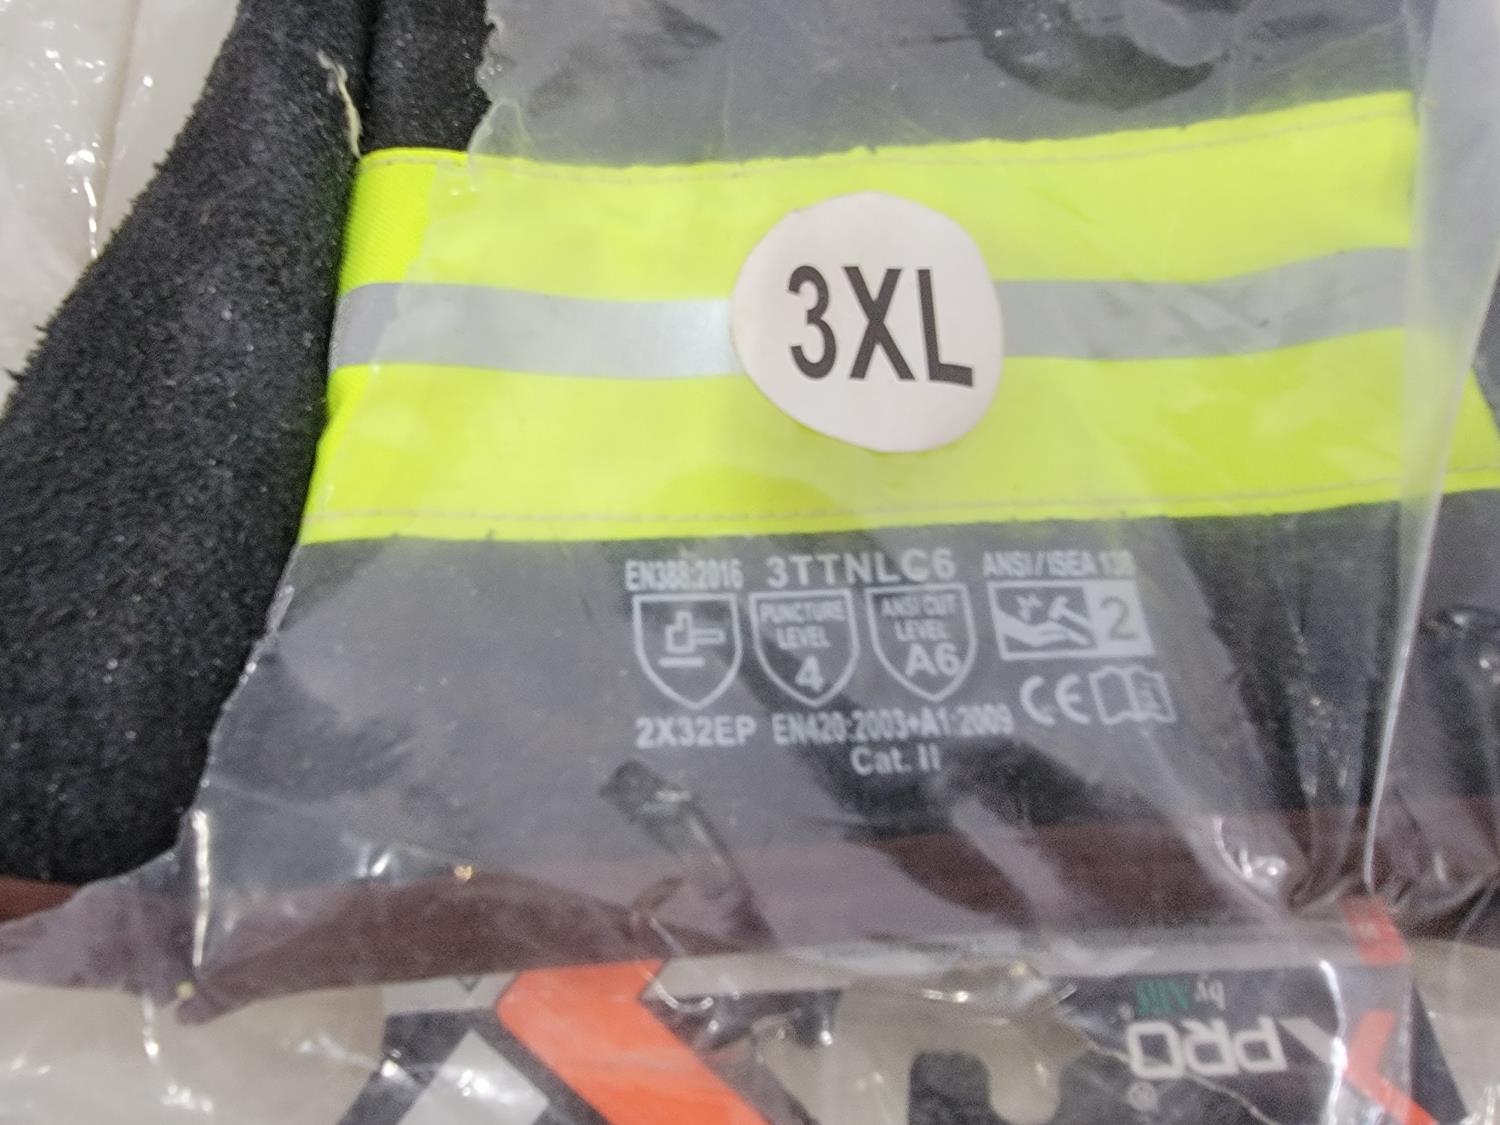 3XL
EN388:2016 3TTNLC6 ANSI/ISEA 138
PUNCTURE LEVEL 4
ANSI CUT LEVEL A6
2
CE
2X32EP EN420:2003+A1:2009
Cat. II
by
PRO
®